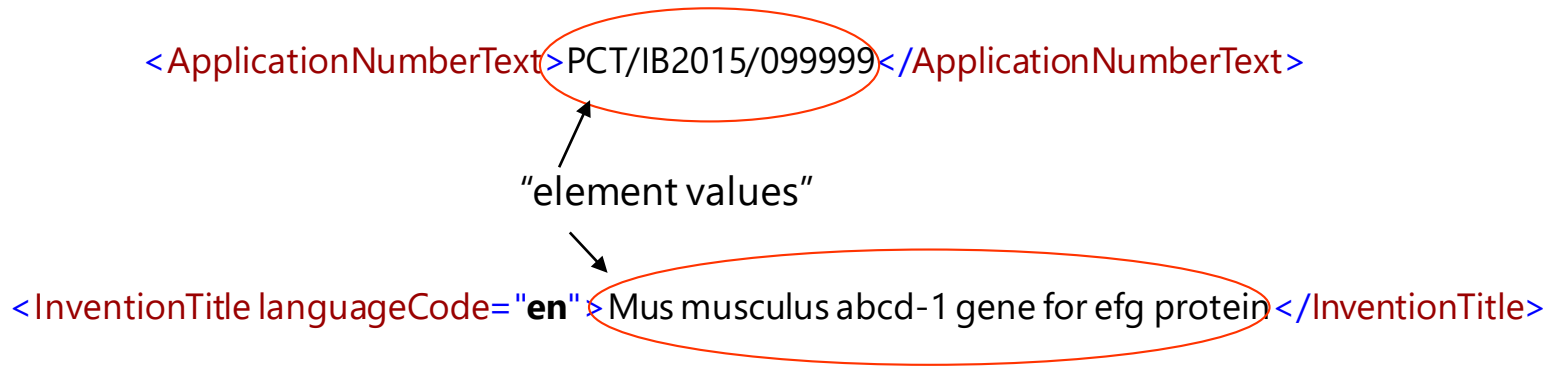 <ApplicationNumberText>PCT/IB2015/099999</ApplicationNumberText>
“element values”
<InventionTitle languageCode="en">Mus musculus abcd-1 gene for efg protein</InventionTitle>